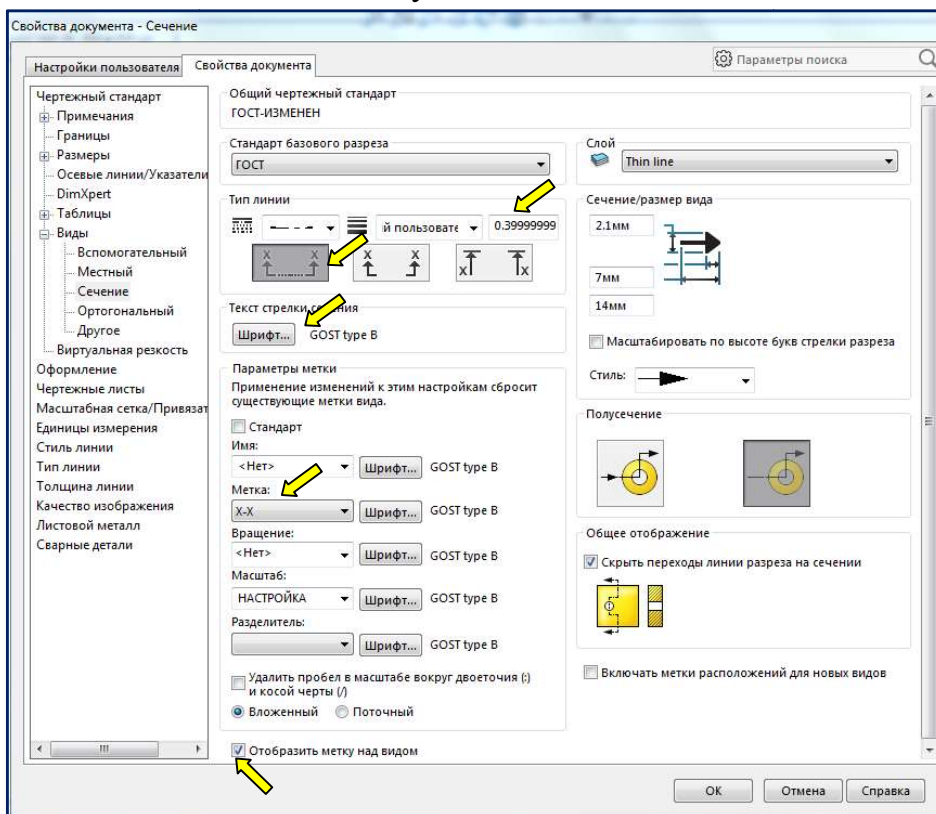 Свойства документа - Сечение
Настройки пользователя
Свойства документа
Параметры поиска
Чертежный стандарт
Примечания
Границы
Размеры
Осевые линии/Указатели
DimXpert
Таблицы
Виды
Вспомогательный
Местный
Сечение
Ортогональный
Другое
Виртуальная резкость
Оформление
Чертежные листы
Масштабная сетка/Привязат
Единицы измерения
Стиль линии
Тип линии
Толщина линии
Качество изображения
Листовой металл
Сварные детали
Общий чертежный стандарт
ГОСТ-ИЗМЕНЕН
Стандарт базового разреза
ГОСТ
Тип линии
й пользовате
0.39999999
X X
X X
X X
Текст стрелки сечения
Шрифт... GOST type B
Параметры метки
Применение изменений к этим настройкам сбросит
существующие метки вида.
Стандарт
Имя:
<Нет> Шрифт... GOST type B
Метка:
X-X Шрифт... GOST type B
Вращение:
<Нет> Шрифт... GOST type B
Масштаб:
НАСТРОЙКА Шрифт... GOST type B
Разделитель:
Шрифт... GOST type B
Удалить пробел в масштабе вокруг двоеточия (:)
и косой черты (/)
Вложенный Поточный
Отобразить метку над видом
Слой
Thin line
Сечение/размер вида
2.1мм
7мм
14мм
Масштабировать по высоте букв стрелки разреза
Стиль:
Полусечение
Общее отображение
Скрыть переходы линии разреза на сечении
Включать метки расположений для новых видов
OK Отмена Справка